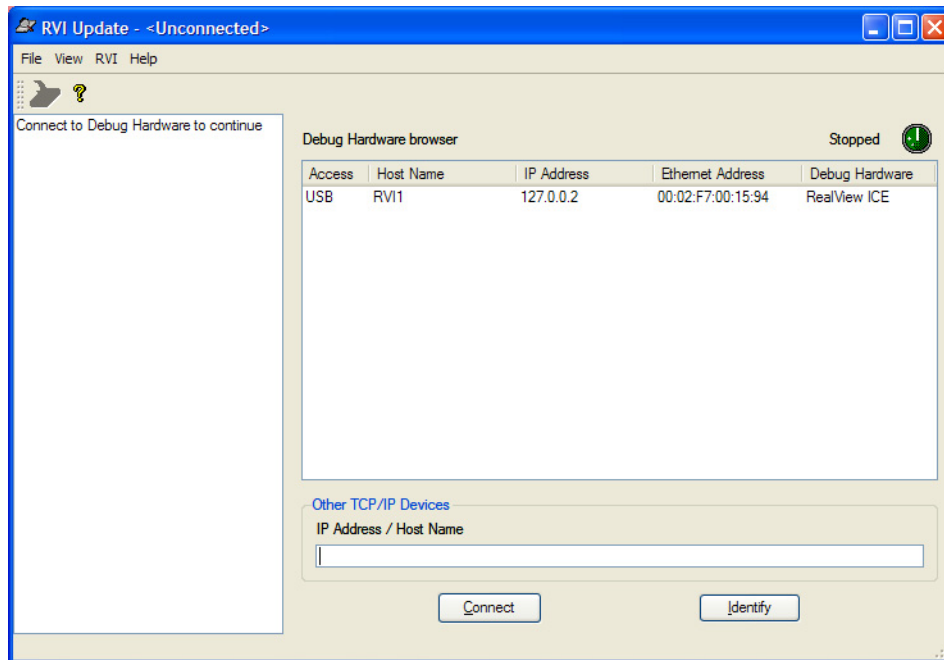 RVI Update - <Unconnected>
File View RVI Help
Connect to Debug Hardware to continue
Debug Hardware browser
Stopped
Access Host Name IP Address Ethernet Address Debug Hardware
USB RVI1 127.0.0.2 00:02:F7:00:15:94 RealView ICE
Other TCP/IP Devices
IP Address / Host Name
Connect Identify